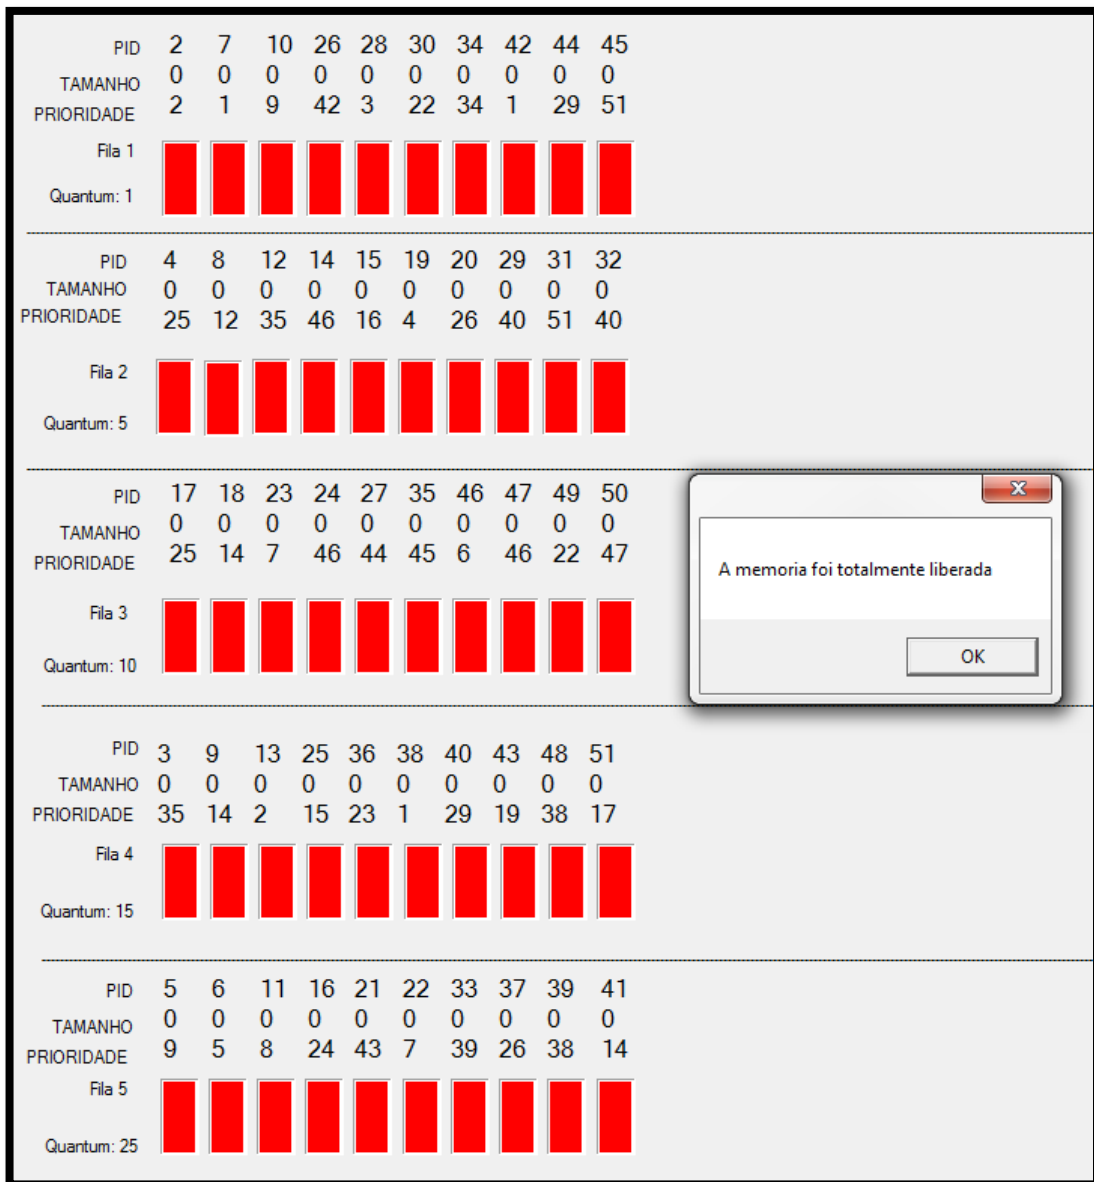 PID 2 7 10 26 28 30 34 42 44 45
TAMANHO 0 0 0 0 0 0 0 0 0 0
PRIORIDADE 2 1 9 42 3 22 34 1 29 51
Fila 1
Quantum: 1
PID 4 8 12 14 15 19 20 29 31 32
TAMANHO 0 0 0 0 0 0 0 0 0 0
PRIORIDADE 25 12 35 46 16 4 26 40 51 40
Fila 2
Quantum: 5
PID 17 18 23 24 27 35 46 47 49 50
TAMANHO 0 0 0 0 0 0 0 0 0 0
PRIORIDADE 25 14 7 46 44 45 6 46 22 47
Fila 3
Quantum: 10
A memoria foi totalmente liberada
OK
PID 3 9 13 25 36 38 40 43 48 51
TAMANHO 0 0 0 0 0 0 0 0 0 0
PRIORIDADE 35 14 2 15 23 1 29 19 38 17
Fila 4
Quantum: 15
PID 5 6 11 16 21 22 33 37 39 41
TAMANHO 0 0 0 0 0 0 0 0 0 0
PRIORIDADE 9 5 8 24 43 7 39 26 38 14
Fila 5
Quantum: 25